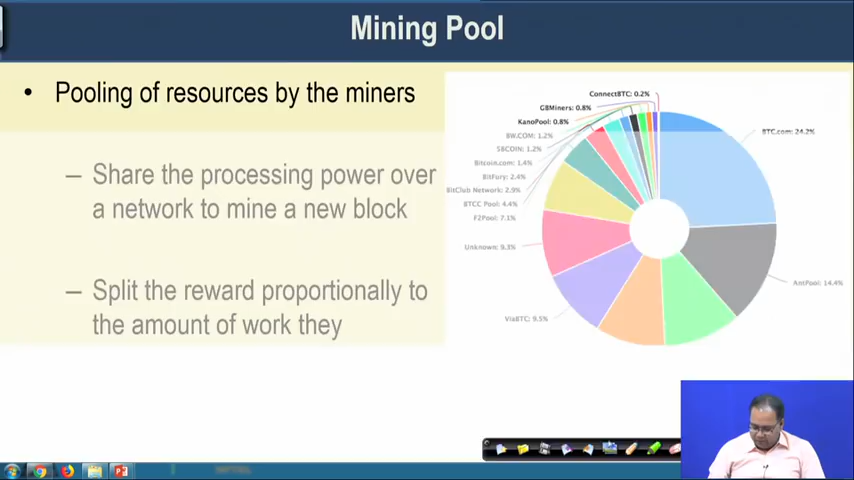 Mining Pool
• Pooling of resources by the miners
– Share the processing power over
a network to mine a new block
– Split the reward proportionally to
the amount of work they
ConnectBTC: 0.2%
GBMiners: 0.8%
KanoPool: 0.8%
BW.COM: 1.2%
58COIN: 1.2%
Bitcoin.com: 1.4%
BitFury: 2.4%
BitClub Network: 2.9%
BTCC Pool: 4.4%
F2Pool: 7.1%
Unknown: 9.3%
ViaBTC: 9.5%
BTC.com: 24.2%
AntPool: 14.4%